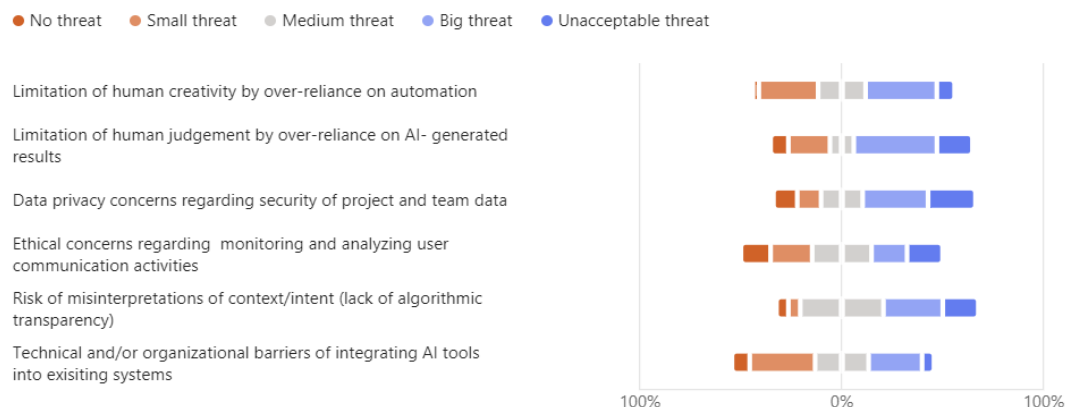 No threat Small threat Medium threat Big threat Unacceptable threat
Limitation of human creativity by over-reliance on automation
Limitation of human judgement by over-reliance on AI- generated
results
Data privacy concerns regarding security of project and team data
Ethical concerns regarding  monitoring and analyzing user
communication activities
Risk of misinterpretations of context/intent (lack of algorithmic
transparency)
Technical and/or organizational barriers of integrating AI tools
into exisiting systems
100% 0% 100%